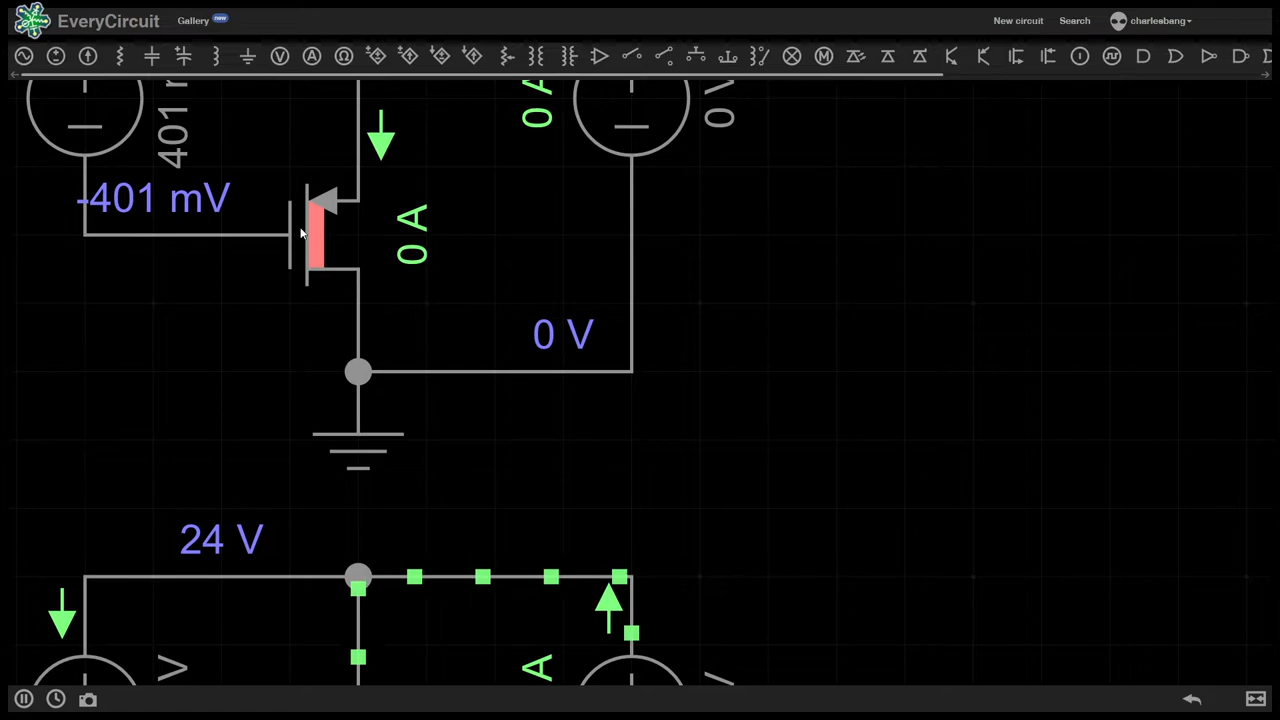 EveryCircuit
Gallery new
New circuit
Search
charlesbang
401 m
0 A
0 V
-401 mV
0 A
0 V
24 V
V
A
V